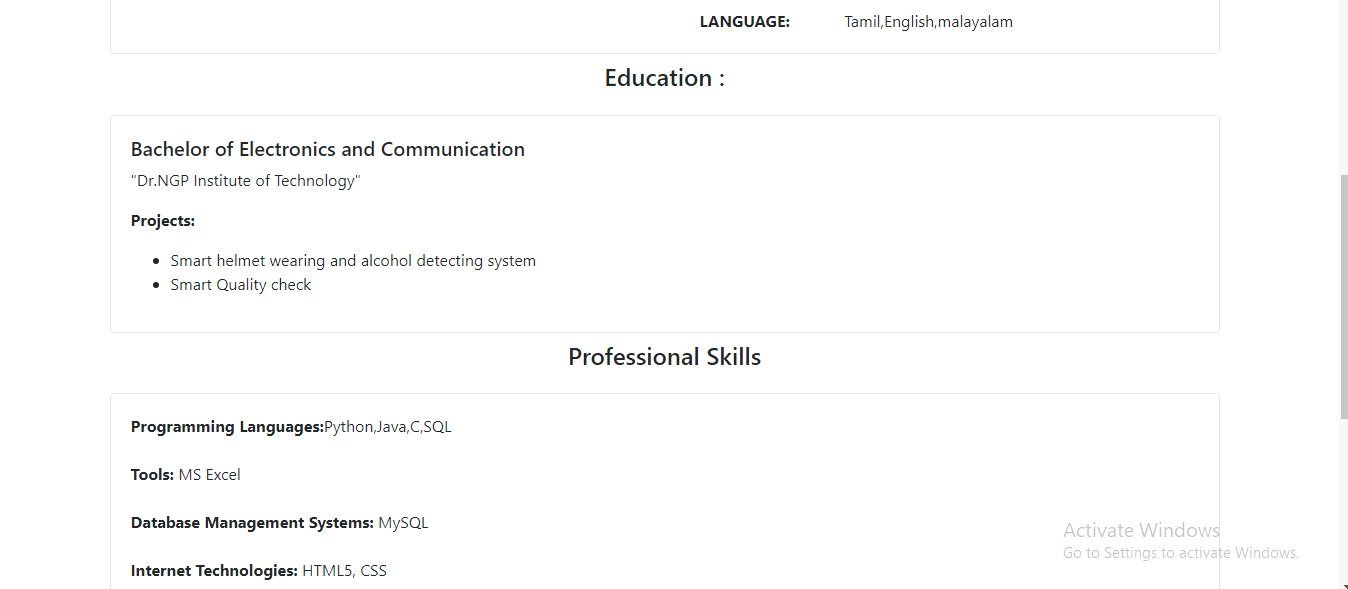 LANGUAGE: Tamil,English,malayalam
Education :
Bachelor of Electronics and Communication
"Dr.NGP Institute of Technology"
Projects:
Smart helmet wearing and alcohol detecting system
Smart Quality check
Professional Skills
Programming Languages:Python,Java,C,SQL
Tools: MS Excel
Database Management Systems: MySQL
Internet Technologies: HTML5, CSS
Activate Windows
Go to Settings to activate Windows.